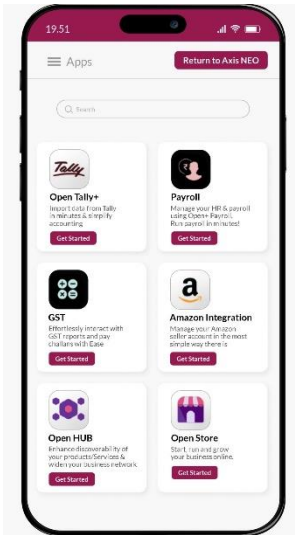 19.51
Apps
Return to Axis NEO
Search
Tally
Open Tally+
Import data from Tally
in minutes & simplify
accounting
Get Started
Payroll
Manage your HR & payroll
using Open+ Payroll.
Run payroll in minutes!
Get Started
GST
Effortlessly interact with
GST reports and pay
challans with Ease
Get Started
a
Amazon Integration
Manage your Amazon
seller account in the most
simple way there is
Get Started
Open HUB
Enhance discoverability of
your products/Services &
widen your business network
Get Started
Open Store
Start, run and grow
your business online.
Get Started